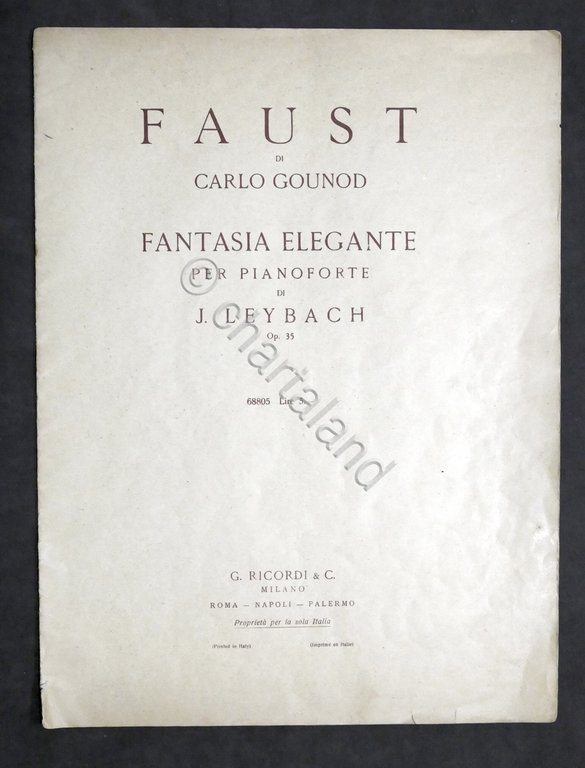 FAUST
DI
CARLO GOUNOD
FANTASIA ELEGANTE
PER PIANOFORTE
DI
J. LEYBACH
Op. 35
68805 Lire
G. RICORDI & C.
MILANO
ROMA — NAPOLI — PALERMO
Proprietà per la sola Italia
(Printed in Italy) (Imprimé en Italie)
© chartaland